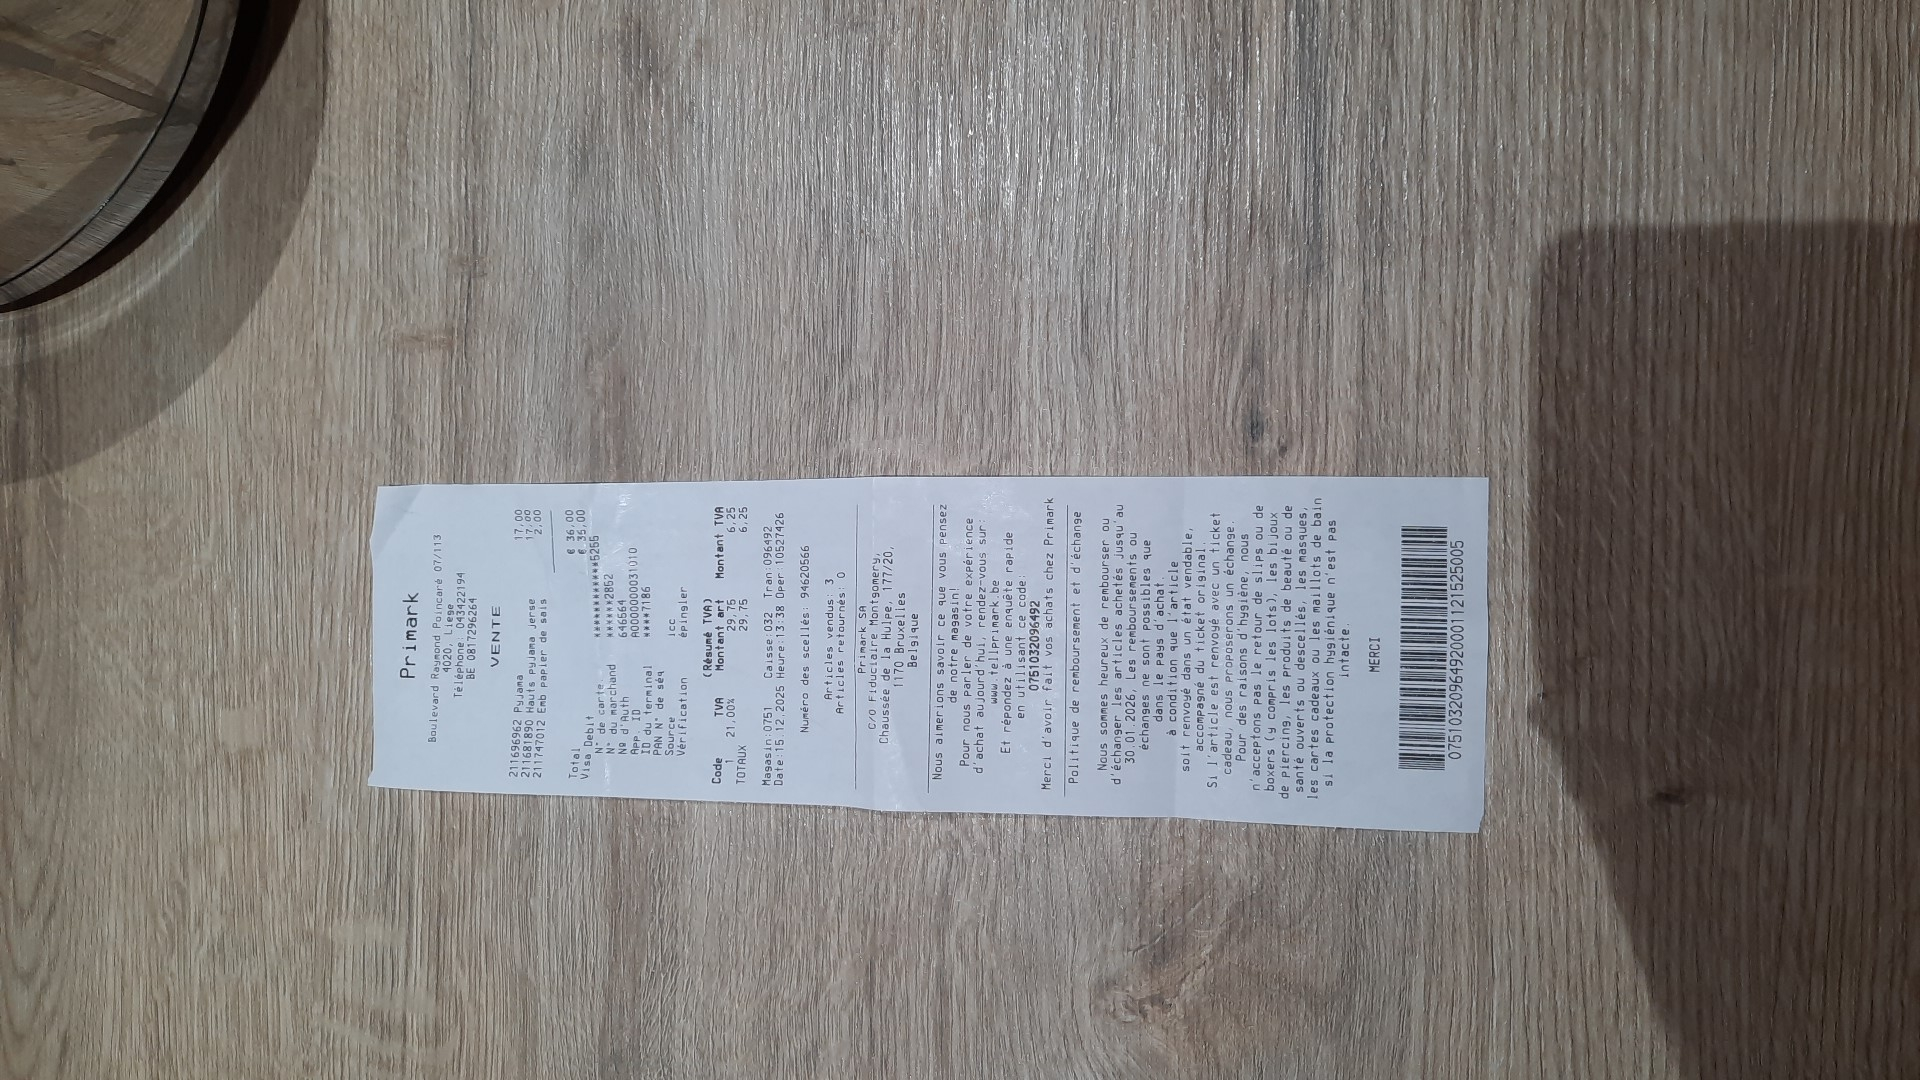 Primark
Boulevard Raymond Poincaré 07/113
4020, Liege
Téléphone 043422194
BE 0817296264
VENTE
211696962 Pyjama 17,00
211681890 Hauts pyjama jerse 17,00
211747012 Emb papier de sais 2,00
Total € 36,00
Visa Debit € 36,00
N° de carte
N° du marchand ******2852
Nº d'Auth 646564
App. ID A0000000031010
ID du terminal ****7186
PAN N° de séq
Source icc
Vérification épingler
(Résumé TVA)
Code TVA Montant art Montant TVA
1 21,00% 29,75 6,25
TOTAUX 29,75 6,25
Magasin:0751 Caisse:032 Tran:096492
Date:15.12.2025 Heure:13:38 Oper:10527426
Numéro des scellés: 94620566
Articles vendus: 3
Articles retournés: 0
Primark SA
C/O Fiduciaire Montgomery,
Chaussée de la Hulpe, 177/20,
1170 Bruxelles
Belgique
Nous aimerions savoir ce que vous pensez
de notre magasin!
Pour nous parler de votre expérience
d'achat aujourd'hui, rendez-vous sur:
www.tellprimark.be
Et répondez à une enquête rapide
en utilisant ce code:
0751032096492
Merci d'avoir fait vos achats chez Primark
Politique de remboursement et d'échange
Nous sommes heureux de rembourser ou
d'échanger les articles achetés jusqu'au
30.01.2026. Les remboursements ou
échanges ne sont possibles que
dans le pays d'achat.
à condition que l'article
soit renvoyé dans un état vendable,
accompagné du ticket original.
Si l'article est renvoyé avec un ticket
cadeau, nous proposerons un échange.
Pour des raisons d'hygiène, nous
n'acceptons pas le retour de slips ou de
boxers (y compris les lots), les bijoux
de piercing, les produits de beauté ou de
santé ouverts ou descellés, les masques,
les cartes cadeaux ou les maillots de bain
si la protection hygiénique n'est pas
intacte.
MERCI
07510320964920001121525005